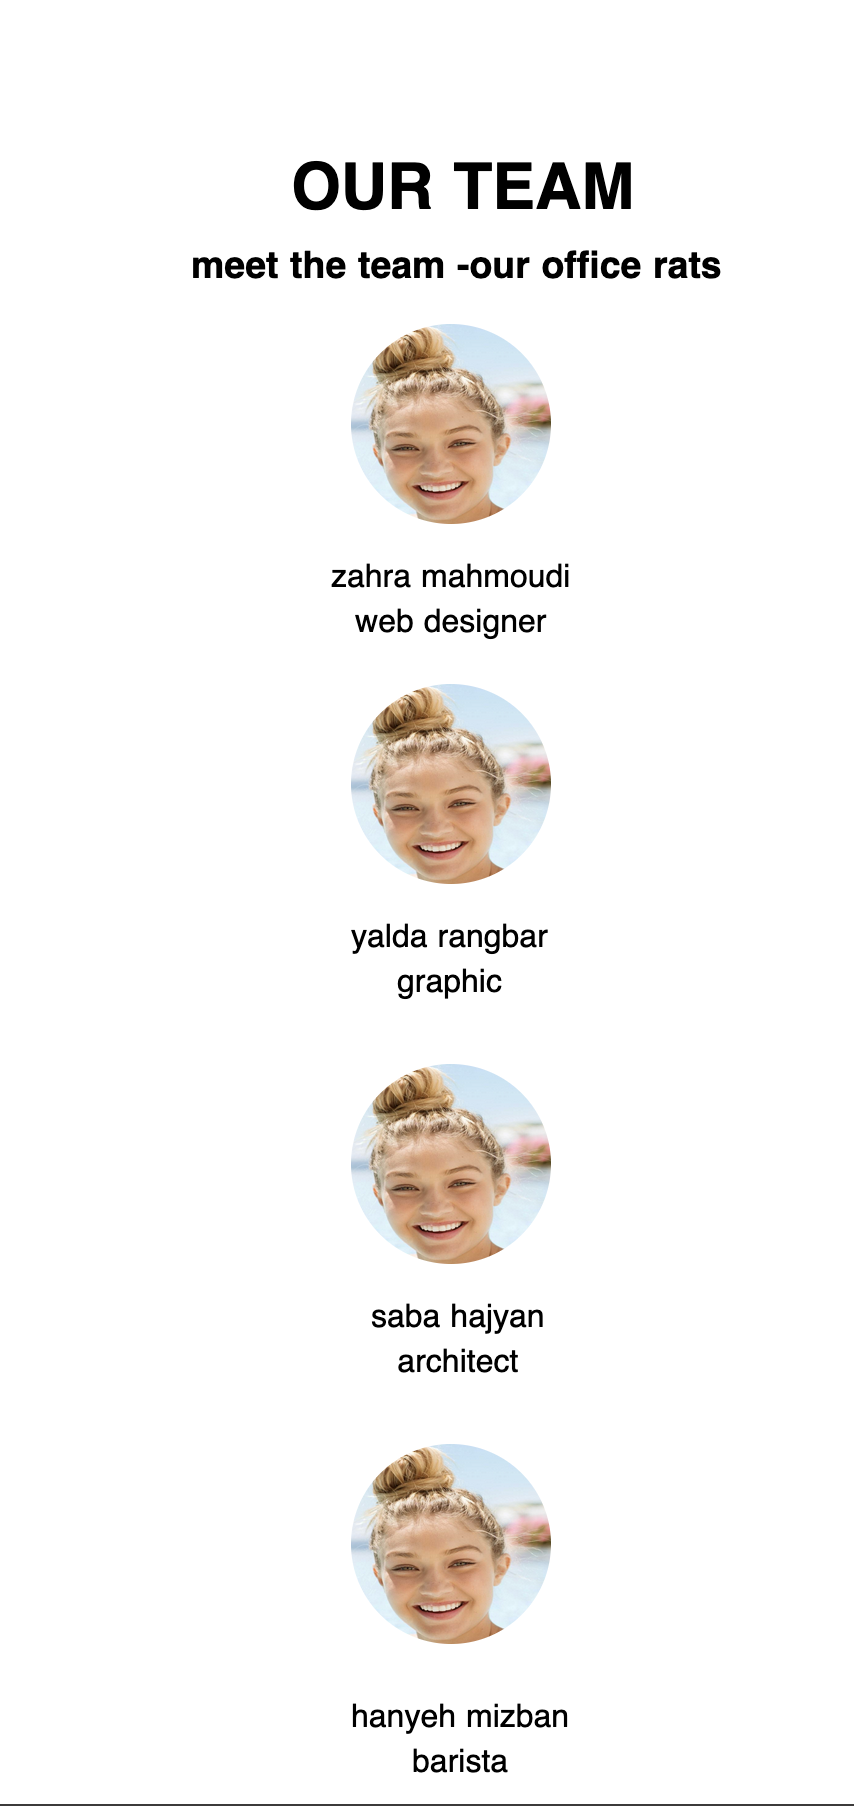 OUR TEAM
meet the team -our office rats
zahra mahmoudi
web designer
yalda rangbar
graphic
saba hajyan
architect
hanyeh mizban
barista